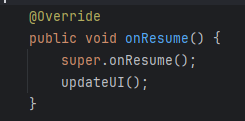 @Override
public void onResume() {
    super.onResume();
    updateUI();
}